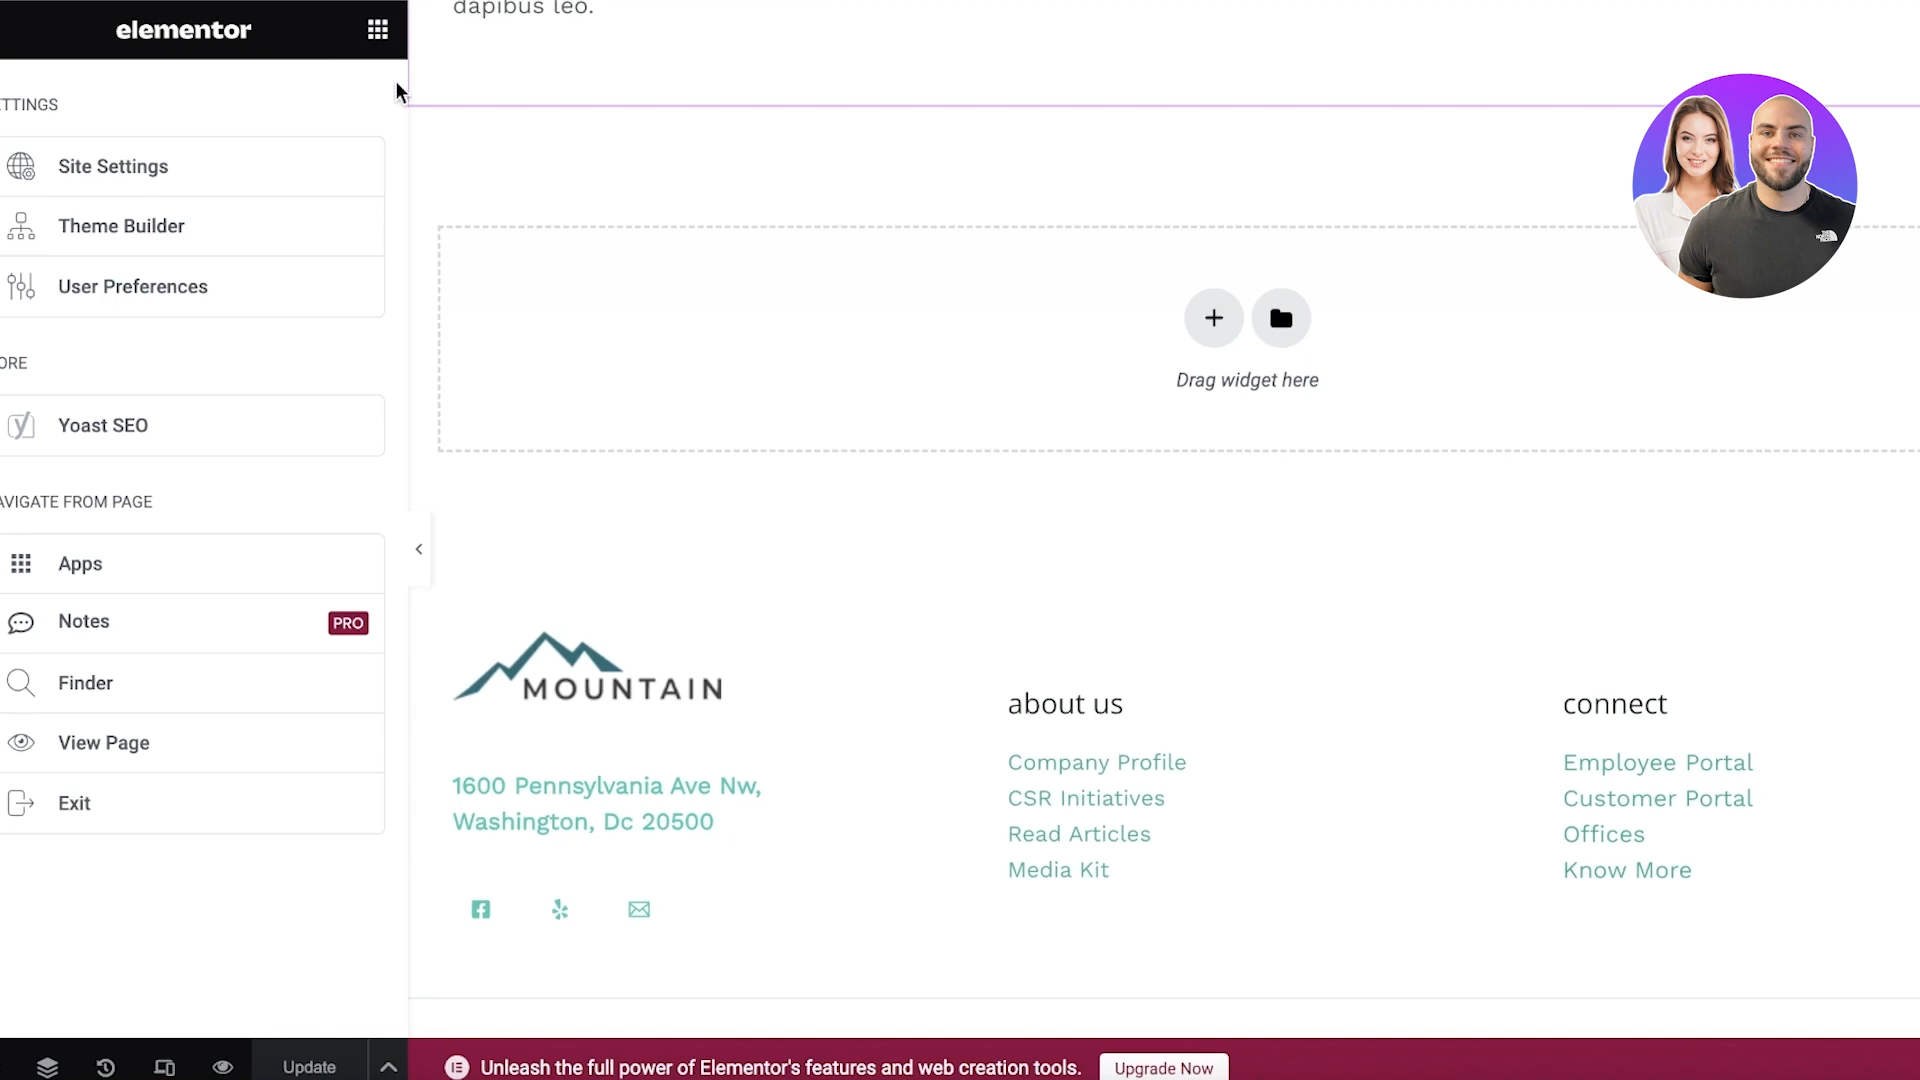 dapibus leo.
elementor
ETTINGS
Site Settings
Theme Builder
User Preferences
ORE
Yoast SEO
AVIGATE FROM PAGE
Apps
Notes
PRO
Finder
View Page
Exit
Update
Drag widget here
MOUNTAIN
1600 Pennsylvania Ave Nw,
Washington, Dc 20500
about us
Company Profile
CSR Initiatives
Read Articles
Media Kit
connect
Employee Portal
Customer Portal
Offices
Know More
Unleash the full power of Elementor's features and web creation tools.
Upgrade Now